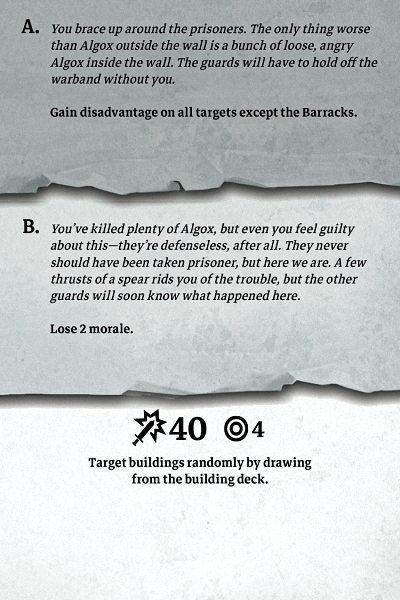 A. You brace up around the prisoners. The only thing worse
than Algox outside the wall is a bunch of loose, angry
Algox inside the wall. The guards will have to hold off the
warband without you.
Gain disadvantage on all targets except the Barracks.
B. You've killed plenty of Algox, but even you feel guilty
about this—they're defenseless, after all. They never
should have been taken prisoner, but here we are. A few
thrusts of a spear rids you of the trouble, but the other
guards will soon know what happened here.
Lose 2 morale.
40 4
Target buildings randomly by drawing
from the building deck.